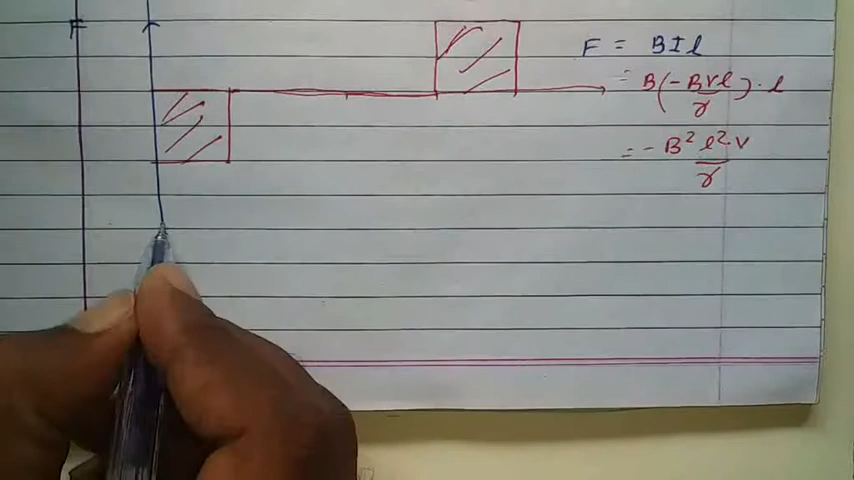 F
F = BIl
= B(-Bvl/r).l
= - B²l²v/r